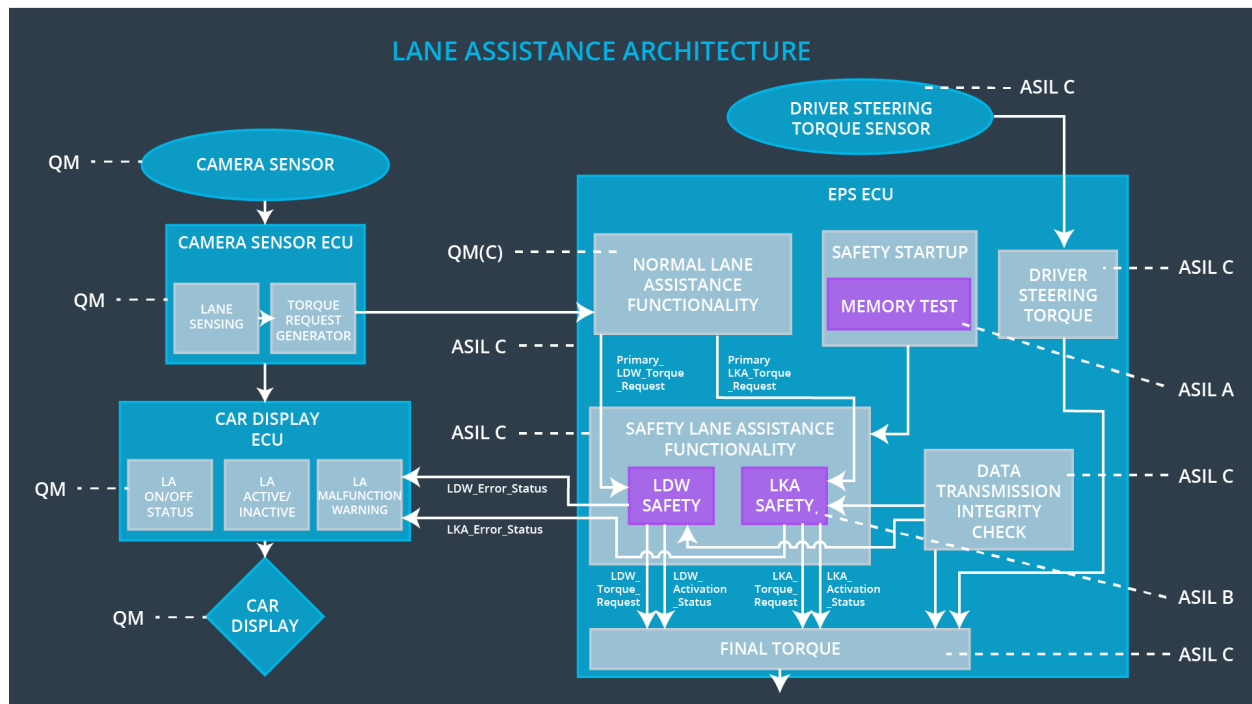 LANE ASSISTANCE ARCHITECTURE
ASIL C
DRIVER STEERING
TORQUE SENSOR
QM
CAMERA SENSOR
EPS ECU
CAMERA SENSOR ECU
QM(C)
NORMAL LANE
ASSISTANCE
FUNCTIONALITY
SAFETY STARTUP
MEMORY TEST
DRIVER
STEERING
TORQUE
ASIL C
QM
LANE
SENSING
TORQUE
REQUEST
GENERATOR
ASIL C
Primary_
LDW_Torque
_Request
Primary
LKA_Torque
_Request
ASIL A
CAR DISPLAY
ECU
ASIL C
SAFETY LANE ASSISTANCE
FUNCTIONALITY
QM
LA
ON/OFF
STATUS
LA
ACTIVE/
INACTIVE
LA
MALFUNCTION
WARNING
LDW_Error_Status
LKA_Error_Status
LDW
SAFETY
LKA
SAFETY
DATA
TRANSMISSION
INTEGRITY
CHECK
ASIL C
LDW_
Torque_
Request
LDW_
Activation
_Status
LKA_
Torque_
Request
LKA_
Activation
_Status
ASIL B
QM
CAR
DISPLAY
FINAL TORQUE
ASIL C